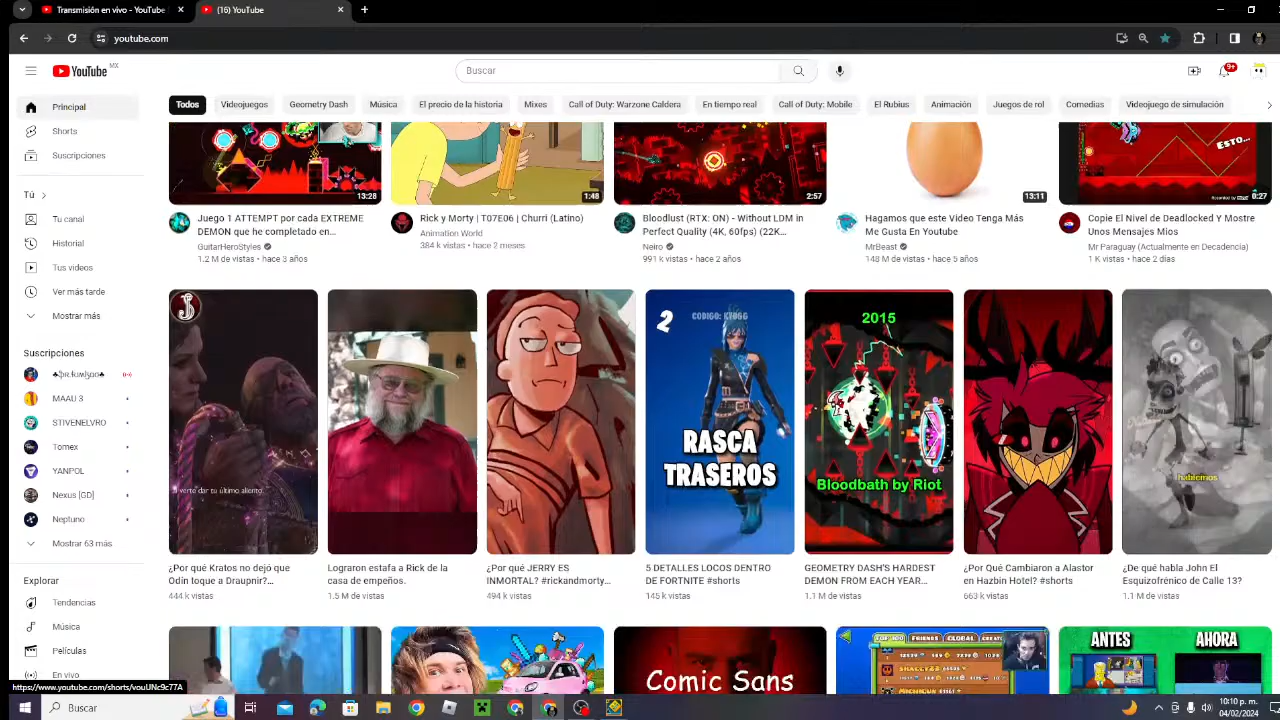 Transmisión en vivo - YouTube
(15) YouTube
youtube.com
YouTube MX
Buscar
9+
Principal
Shorts
Suscripciones
Tú
Tu canal
Historial
Tus videos
Ver más tarde
Mostrar más
Suscripciones
MAAU 3
STIVENELVRO
Tomex
YANPOL
Nexus [GD]
Neptuno
Mostrar 63 más
Explorar
Tendencias
Música
Películas
En vivo
Todos
Videojuegos
Geometry Dash
Música
El precio de la historia
Mixes
Call of Duty: Warzone Caldera
En tiempo real
Call of Duty: Mobile
El Rubius
Animación
Juegos de rol
Comedias
Videojuego de simulación
13:28
Juego 1 ATTEMPT por cada EXTREME
DEMON que he completado en...
GuitarHeroStyles
1.2 M de vistas • hace 3 años
1:48
Rick y Morty | T07E06 | Churri (Latino)
Animation World
384 k vistas • hace 2 meses
2:57
Bloodlust (RTX: ON) - Without LDM in
Perfect Quality (4K, 60fps) (22K...
Neiro
991 k vistas • hace 2 años
13:11
Hagamos que este Video Tenga Más
Me Gusta En Youtube
MrBeast
148 M de vistas • hace 5 años
ESTO...
0:27
Copie El Nivel de Deadlocked Y Mostre
Unos Mensajes Mios
Mr Paraguay (Actualmente en Decadencia)
1 K vistas • hace 2 días
verte dar tu último aliento
¿Por qué Kratos no dejó que
Odín toque a Draupnir?...
444 k vistas
Lograron estafa a Rick de la
casa de empeños.
1.5 M de vistas
¿Por qué JERRY ES
INMORTAL? #rickandmorty...
494 k vistas
2
RASCA
TRASEROS
5 DETALLES LOCOS DENTRO
DE FORTNITE #shorts
145 k vistas
2015
Bloodbath by Riot
GEOMETRY DASH'S HARDEST
DEMON FROM EACH YEAR...
1.1 M de vistas
¿Por Qué Cambiaron a Alastor
en Hazbin Hotel? #shorts
663 k vistas
hablemos
¿De qué habla John El
Esquizofrénico de Calle 13?
1.1 M de vistas
Comic Sans
TOP 100 FRIENDS GLOBAL
ANTES AHORA
https://www.youtube.com/shorts/vouUNc9c77A
Buscar
10:10 p. m.
04/02/2024